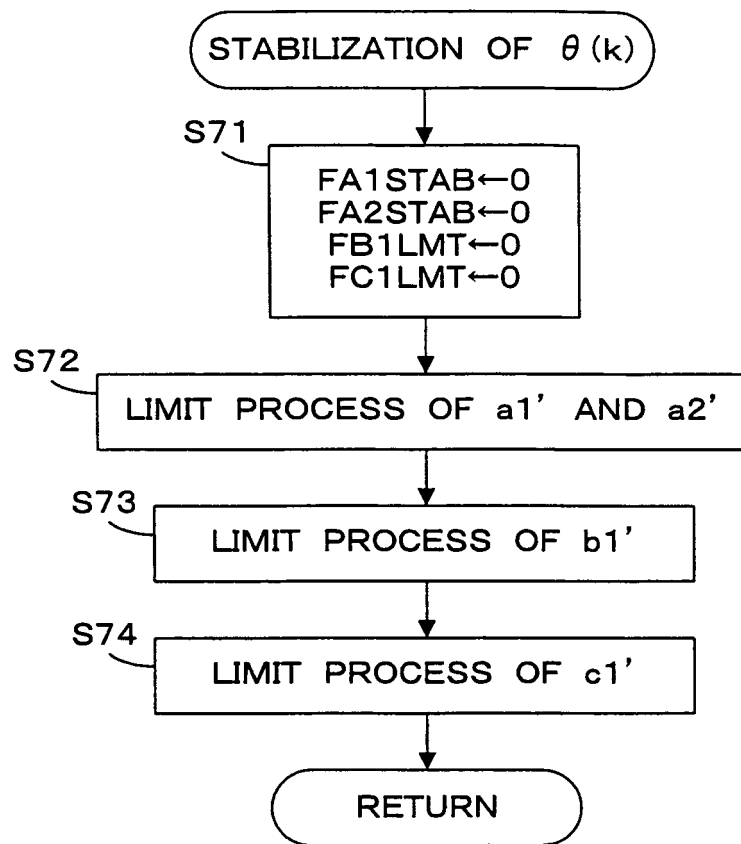 STABILIZATION OF θ(k)
S71
FA1STAB←0
FA2STAB←0
FB1LMT←0
FC1LMT←0
S72
LIMIT PROCESS OF a1' AND a2'
S73
LIMIT PROCESS OF b1'
S74
LIMIT PROCESS OF c1'
RETURN